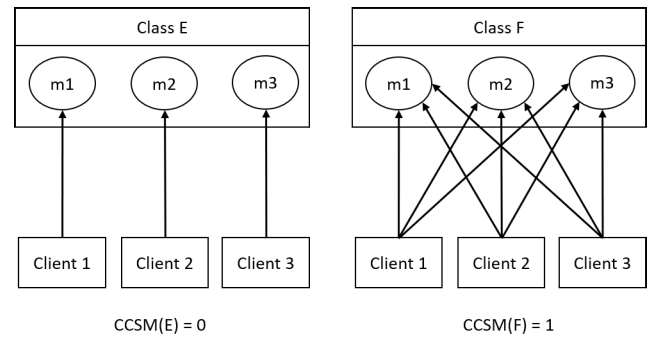 Class E
m1
m2
m3
Client 1
Client 2
Client 3
CCSM(E) = 0
Class F
m1
m2
m3
Client 1
Client 2
Client 3
CCSM(F) = 1